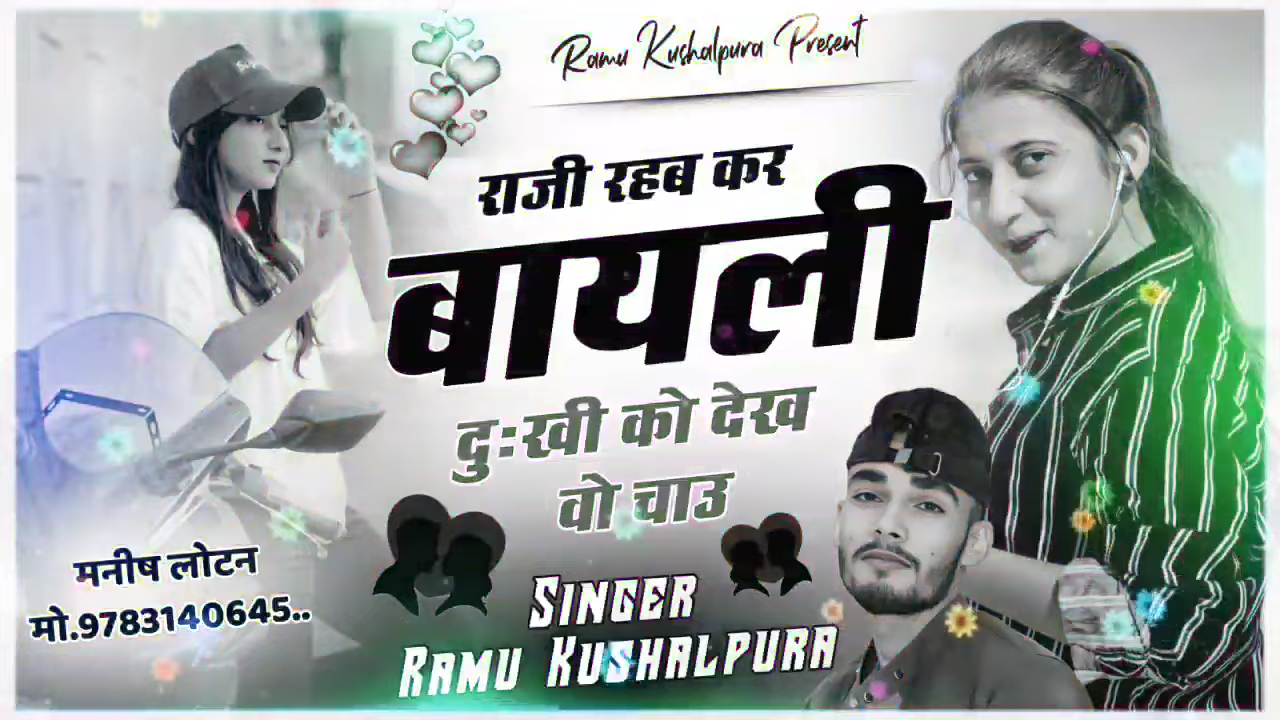 Ramu Kushalpura Present
राजी रहब कर
बायली
दुःखी को देख
वो चाउ
मनीष लोटन
मो.9783140645..
SINGER
RAMU KUSHALPURA